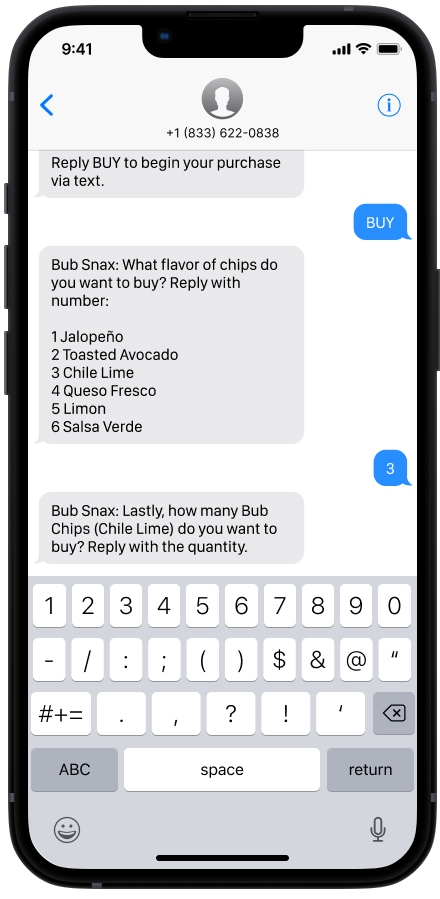 9:41
+1 (833) 622-0838
Reply BUY to begin your purchase
via text.
BUY
Bub Snax: What flavor of chips do
you want to buy? Reply with
number:
1 Jalopeño
2 Toasted Avocado
3 Chile Lime
4 Queso Fresco
5 Limon
6 Salsa Verde
3
Bub Snax: Lastly, how many Bub
Chips (Chile Lime) do you want to
buy? Reply with the quantity.
1 2 3 4 5 6 7 8 9 0
- / : ; ( ) $ & @ “
#+= . , ? ! ‘
ABC space return